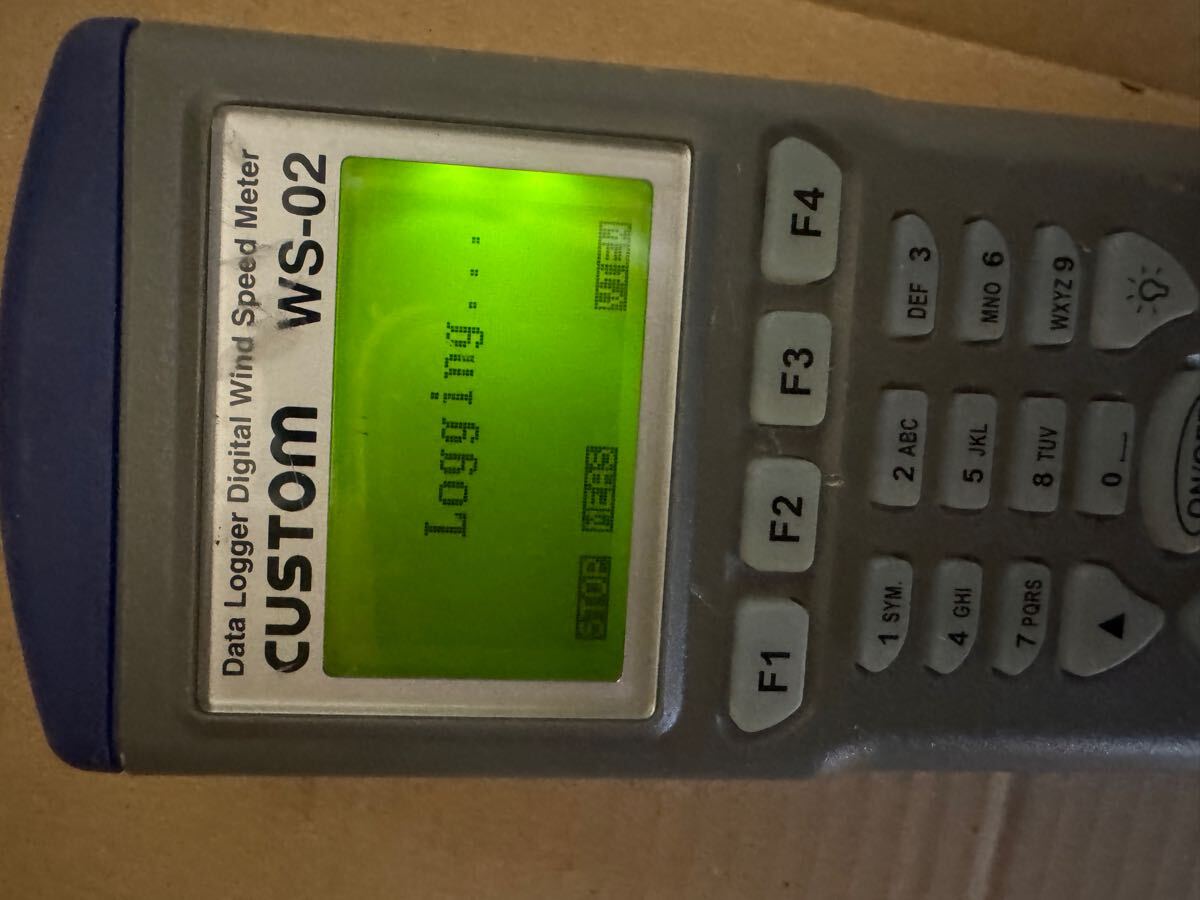 Data Logger Digital Wind Speed Meter
CUSTOM WS-02
Logging...
STOP
F1 F2 F3 F4
1 SYM. 2 ABC DEF 3
4 GHI 5 JKL MNO 6
7 PQRS 8 TUV WXYZ 9
▲ 0